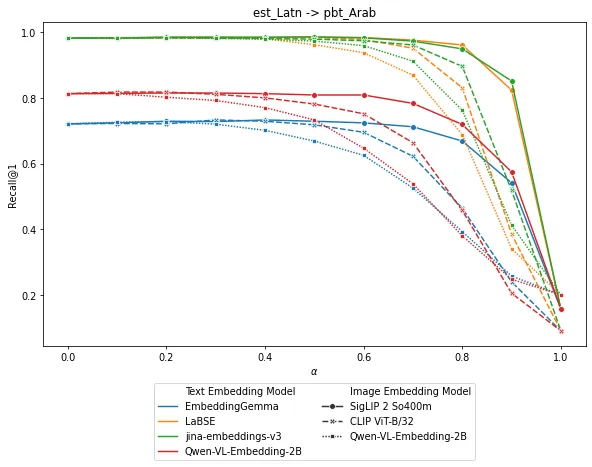 est_Latn -> pbt_Arab
Recall@1
1.0
0.8
0.6
0.4
0.2
0.0 0.2 0.4 0.6 0.8 1.0
α
Text Embedding Model
EmbeddingGemma
LaBSE
jina-embeddings-v3
Qwen-VL-Embedding-2B
Image Embedding Model
SigLIP 2 So400m
CLIP ViT-B/32
Qwen-VL-Embedding-2B